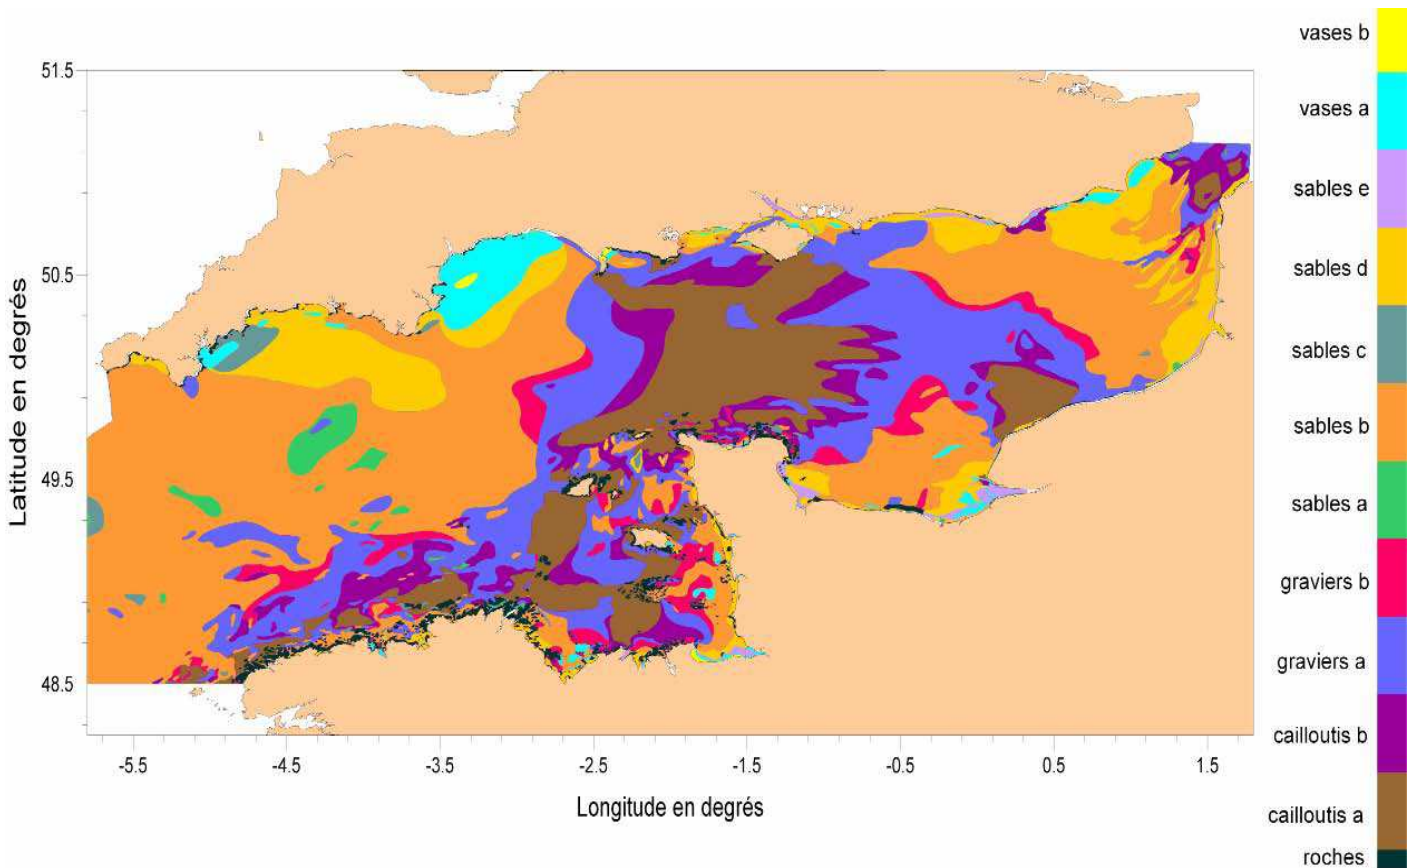 vases b
vases a
sables e
sables d
sables c
sables b
sables a
graviers b
graviers a
cailloutis b
cailloutis a
roches
Latitude en degrés
51.5
50.5
49.5
48.5
-5.5 -4.5 -3.5 -2.5 -1.5 -0.5 0.5 1.5
Longitude en degrés